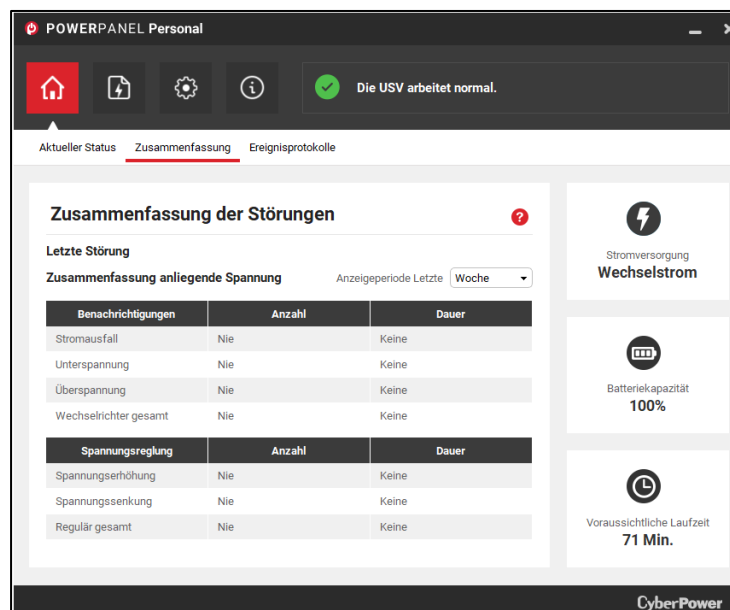 POWERPANEL Personal
Die USV arbeitet normal.
Aktueller Status Zusammenfassung Ereignisprotokolle
Zusammenfassung der Störungen
Letzte Störung
Zusammenfassung anliegende Spannung Anzeigeperiode Letzte Woche
Benachrichtigungen Anzahl Dauer
Stromausfall Nie Keine
Unterspannung Nie Keine
Überspannung Nie Keine
Wechselrichter gesamt Nie Keine
Spannungsreglung Anzahl Dauer
Spannungserhöhung Nie Keine
Spannungssenkung Nie Keine
Regulär gesamt Nie Keine
Stromversorgung
Wechselstrom
Batteriekapazität
100%
Voraussichtliche Laufzeit
71 Min.
CyberPower